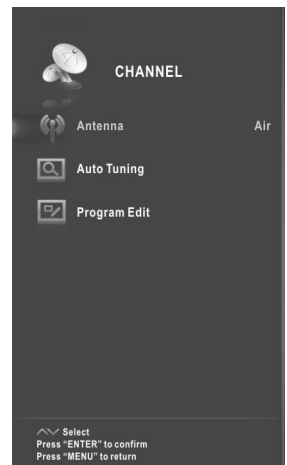 CHANNEL
Antenna Air
Auto Tuning
Program Edit
Select
Press “ENTER” to confirm
Press “MENU” to return